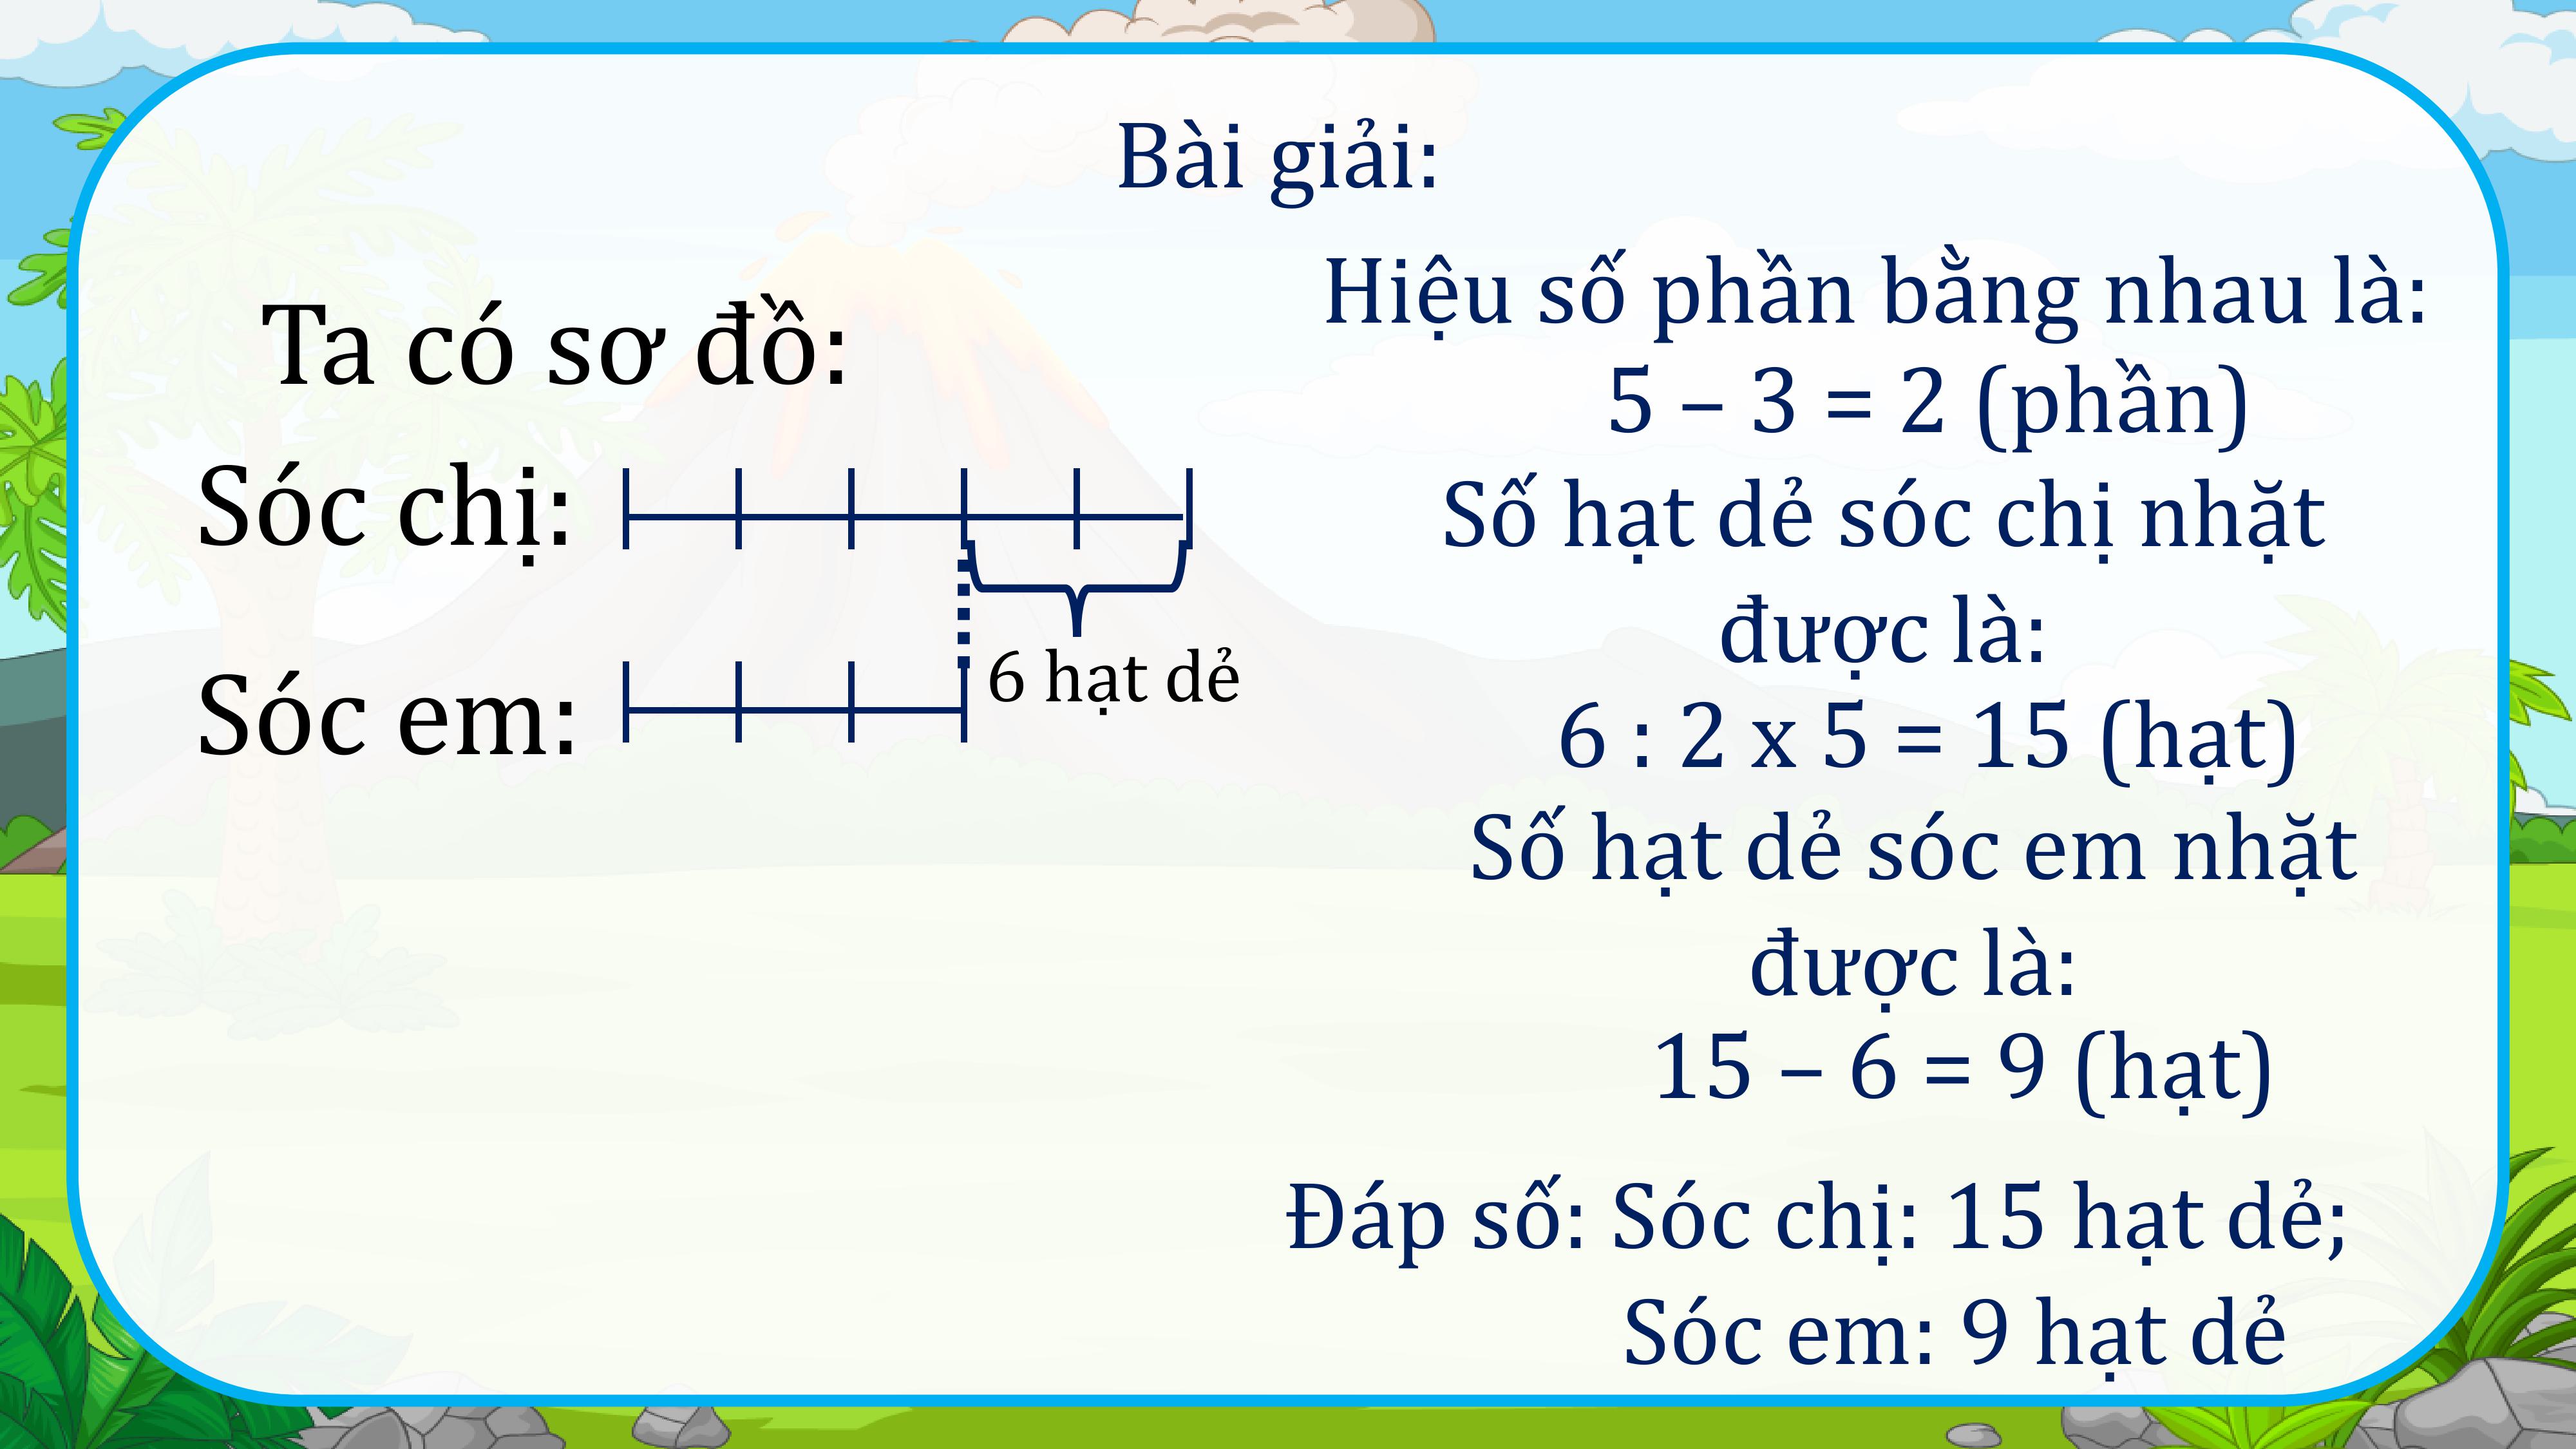 Bài giải:
Ta có sơ đồ:
Sóc chị:
6 hạt dẻ
Sóc em:
Hiệu số phần bằng nhau là:
5 – 3 = 2 (phần)
Số hạt dẻ sóc chị nhặt
được là:
6 : 2 x 5 = 15 (hạt)
Số hạt dẻ sóc em nhặt
được là:
15 – 6 = 9 (hạt)
Đáp số: Sóc chị: 15 hạt dẻ;
Sóc em: 9 hạt dẻ